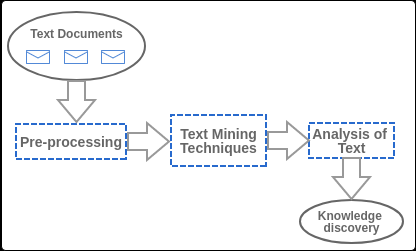 Text Documents
Pre-processing
Text Mining
Techniques
Analysis of
Text
Knowledge
discovery